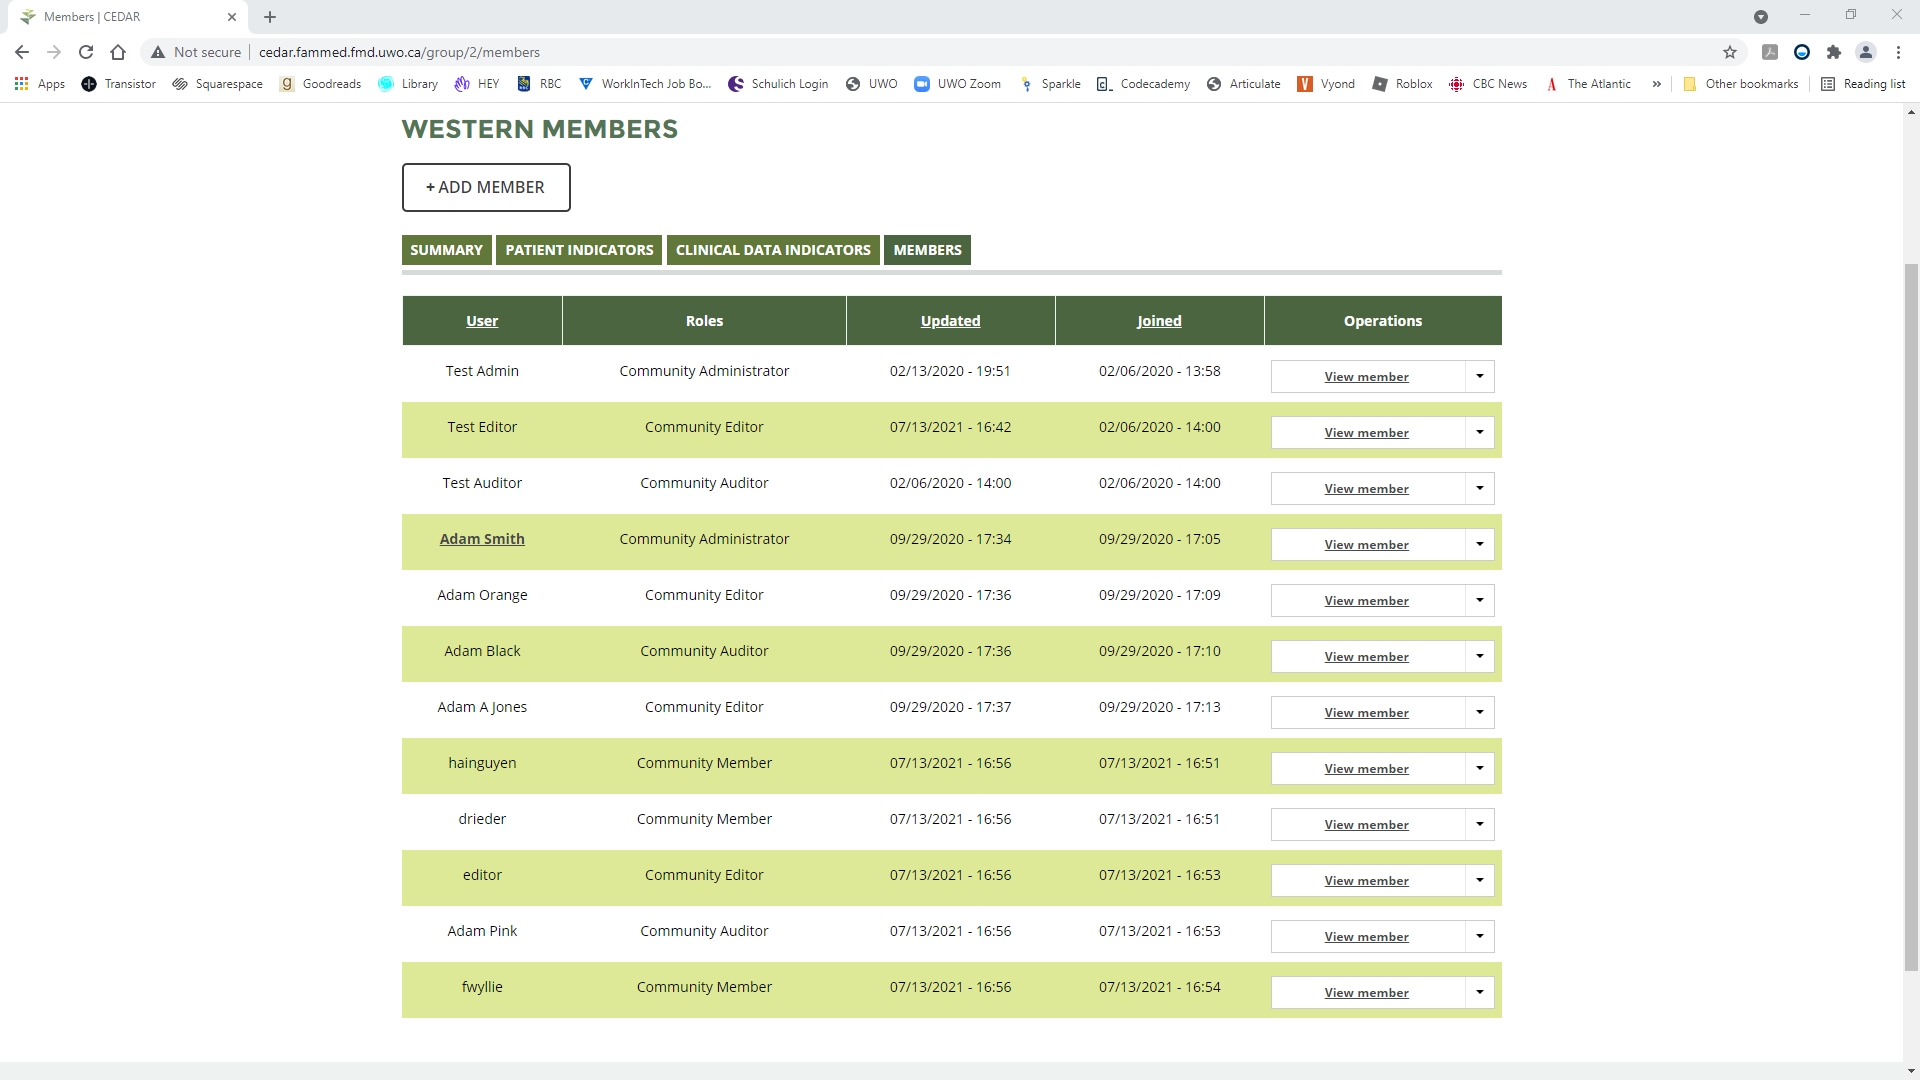 Members | CEDAR
Not secure | cedar.fammed.fmd.uwo.ca/group/2/members
Apps Transistor Squarespace Goodreads Library HEY RBC WorkInTech Job Bo... Schulich Login UWO UWO Zoom Sparkle Codecademy Articulate Vyond Roblox CBC News The Atlantic » Other bookmarks Reading list
WESTERN MEMBERS
+ ADD MEMBER
SUMMARY PATIENT INDICATORS CLINICAL DATA INDICATORS MEMBERS
User Roles Updated Joined Operations
Test Admin Community Administrator 02/13/2020 - 19:51 02/06/2020 - 13:58 View member
Test Editor Community Editor 07/13/2021 - 16:42 02/06/2020 - 14:00 View member
Test Auditor Community Auditor 02/06/2020 - 14:00 02/06/2020 - 14:00 View member
Adam Smith Community Administrator 09/29/2020 - 17:34 09/29/2020 - 17:05 View member
Adam Orange Community Editor 09/29/2020 - 17:36 09/29/2020 - 17:09 View member
Adam Black Community Auditor 09/29/2020 - 17:36 09/29/2020 - 17:10 View member
Adam A Jones Community Editor 09/29/2020 - 17:37 09/29/2020 - 17:13 View member
hainguyen Community Member 07/13/2021 - 16:56 07/13/2021 - 16:51 View member
drieder Community Member 07/13/2021 - 16:56 07/13/2021 - 16:51 View member
editor Community Editor 07/13/2021 - 16:56 07/13/2021 - 16:53 View member
Adam Pink Community Auditor 07/13/2021 - 16:56 07/13/2021 - 16:53 View member
fwyllie Community Member 07/13/2021 - 16:56 07/13/2021 - 16:54 View member